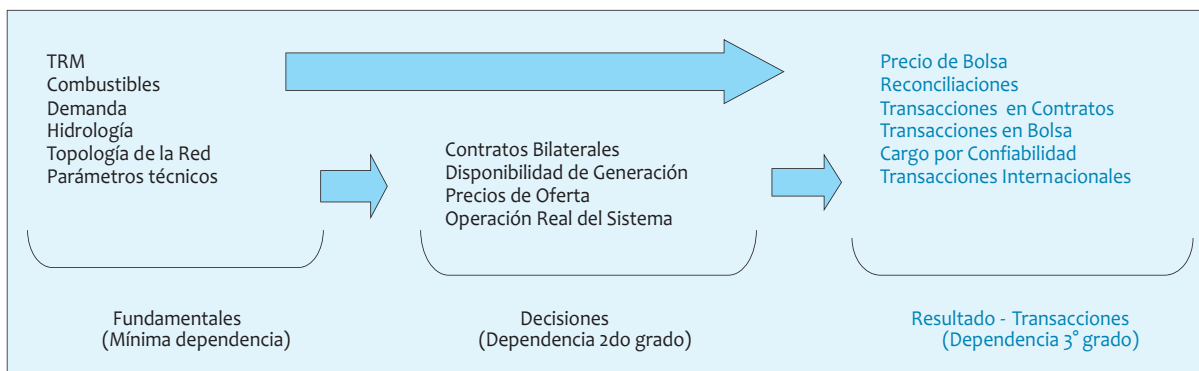 TRM
Combustibles
Demanda
Hidrología
Topología de la Red
Parámetros técnicos
Contratos Bilaterales
Disponibilidad de Generación
Precios de Oferta
Operación Real del Sistema
Precio de Bolsa
Reconciliaciones
Transacciones en Contratos
Transacciones en Bolsa
Cargo por Confiabilidad
Transacciones Internacionales
Fundamentales
(Mínima dependencia)
Decisiones
(Dependencia 2do grado)
Resultado - Transacciones
(Dependencia 3° grado)